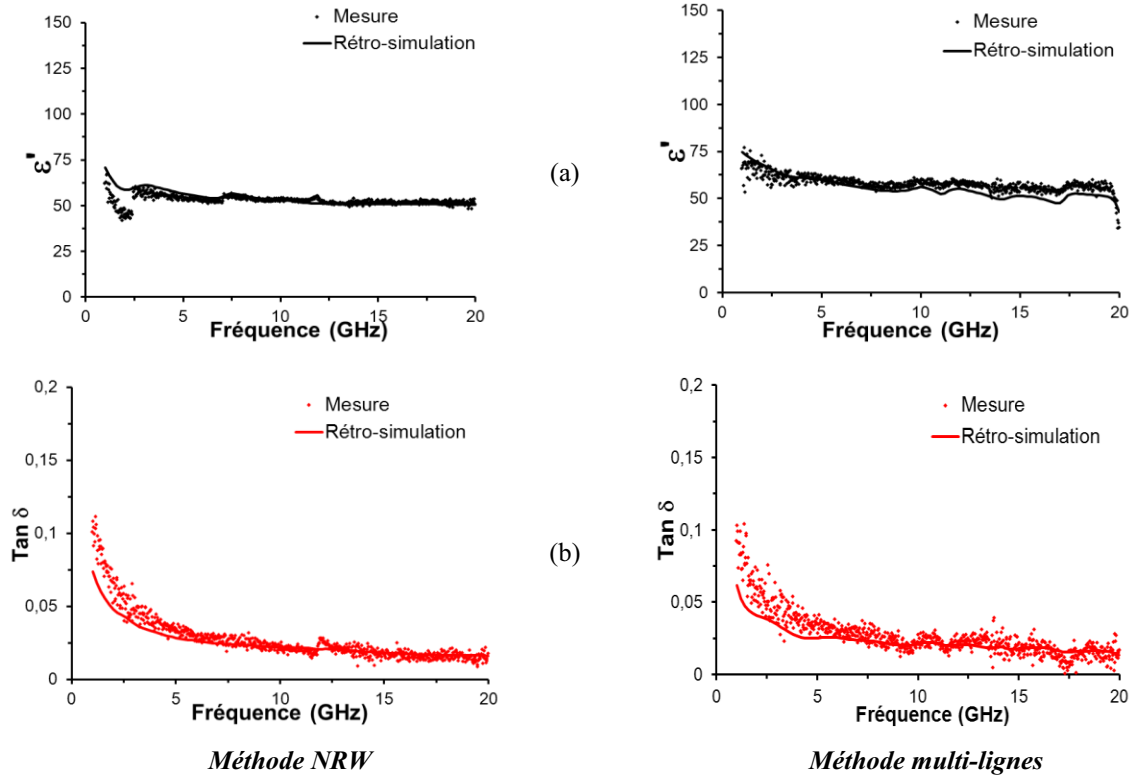 150
125
100
75
50
25
0
ε'
Mesure
Rétro-simulation
0
5
10
15
20
Fréquence (GHz)
(a)
150
125
100
75
50
25
0
ε'
Mesure
Rétro-simulation
0
5
10
15
20
Fréquence (GHz)
0,2
0,15
0,1
0,05
0
Tan δ
Mesure
Rétro-simulation
0
5
10
15
20
Fréquence (GHz)
(b)
0,2
0,15
0,1
0,05
0
Tan δ
Mesure
Rétro-simulation
0
5
10
15
20
Fréquence (GHz)
Méthode NRW
Méthode multi-lignes